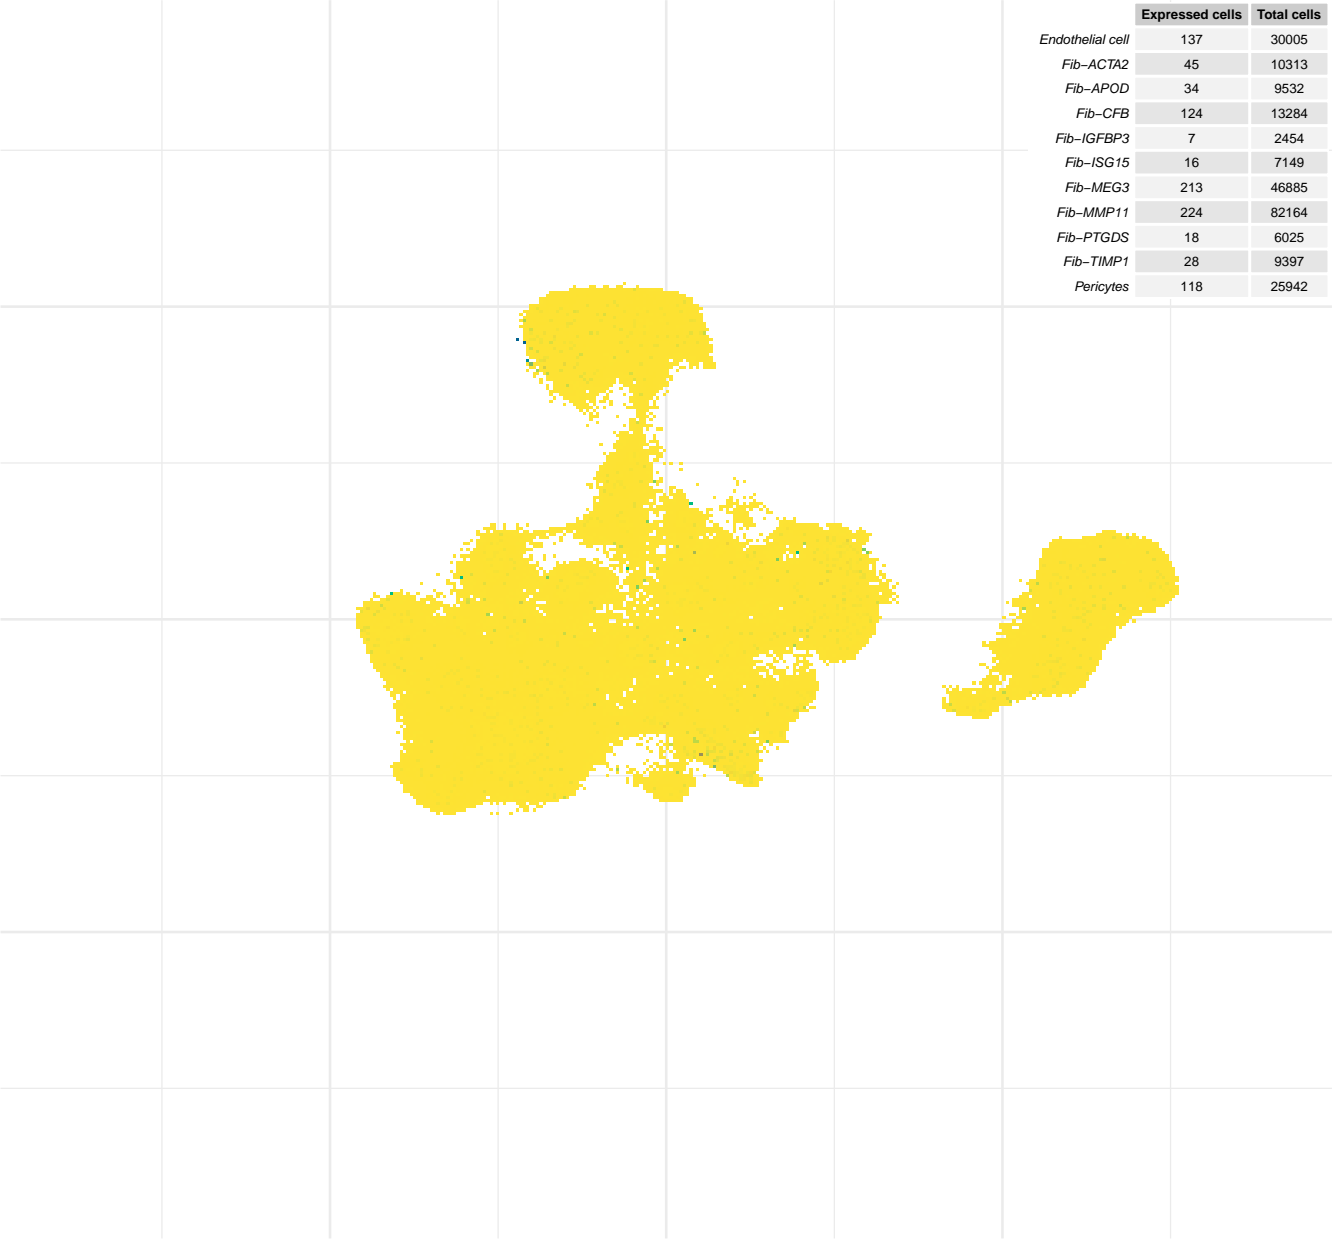 Expressed cells Total cells
Endothelial cell 137 30005
Fib−ACTA2 45 10313
Fib−APOD 34 9532
Fib−CFB 124 13284
Fib−IGFBP3 7 2454
Fib−ISG15 16 7149
Fib−MEG3 213 46885
Fib−MMP11 224 82164
Fib−PTGDS 18 6025
Fib−TIMP1 28 9397
Pericytes 118 25942